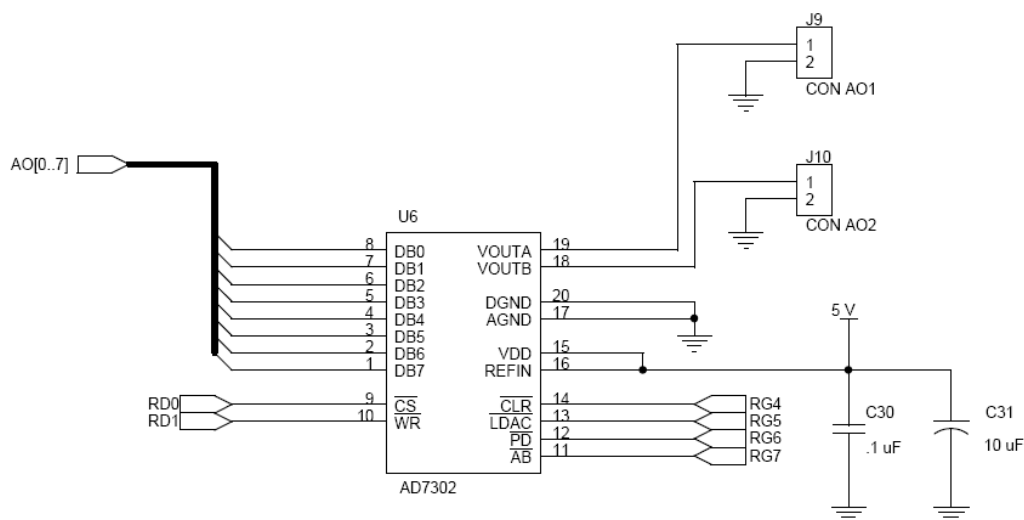 J9
1
2
CON AO1
AO[0..7]
J10
1
2
CON AO2
U6
8 DB0 VOUTA 19
7 DB1 VOUTB 18
6 DB2
5 DB3 DGND 20
4 DB4 AGND 17
3 DB5
2 DB6 VDD 15
1 DB7 REFIN 16
5 V
RD0 9 CS CLR 14 RG4
RD1 10 WR LDAC 13 RG5
PD 12 RG6
AB 11 RG7
C30
.1 uF
C31
10 uF
AD7302